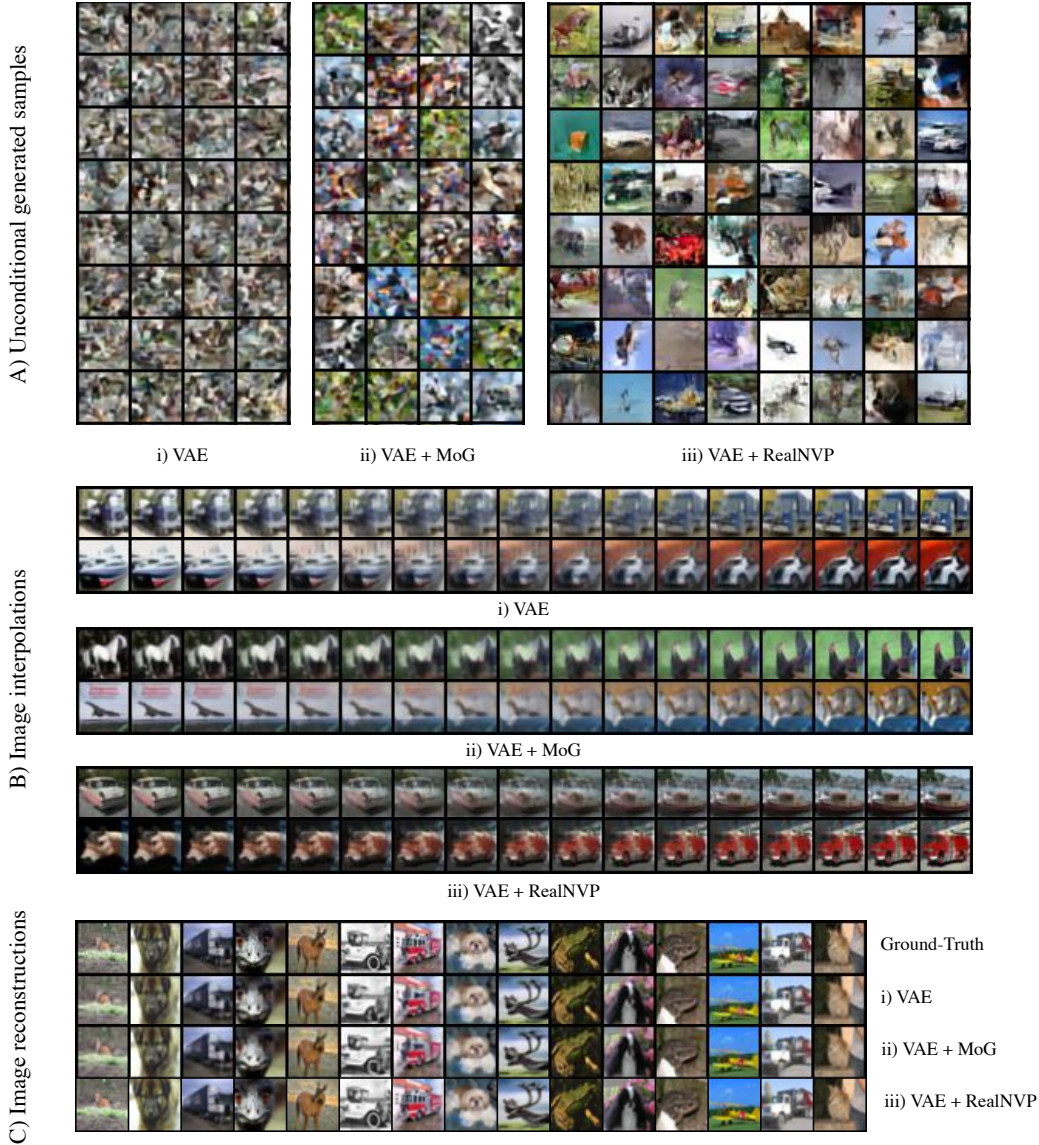 A) Unconditional generated samples
i) VAE
ii) VAE + MoG
iii) VAE + RealNVP
B) Image interpolations
i) VAE
ii) VAE + MoG
iii) VAE + RealNVP
C) Image reconstructions
Ground-Truth
i) VAE
ii) VAE + MoG
iii) VAE + RealNVP